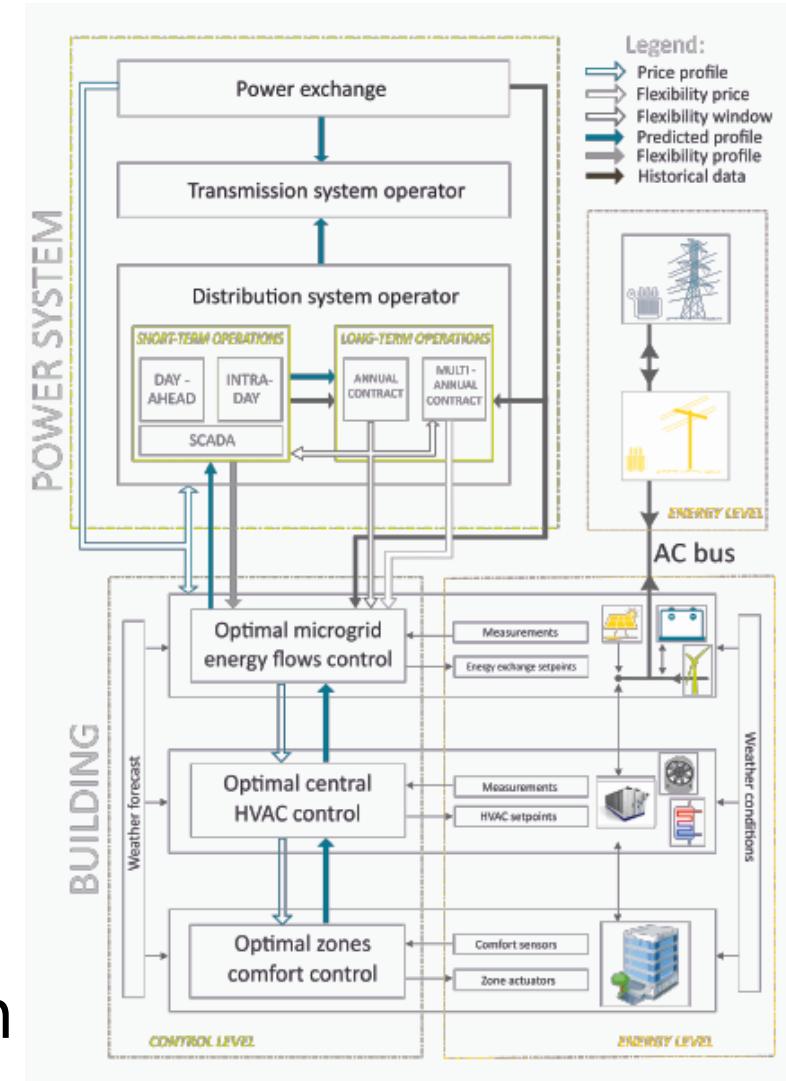 Legend:
Price profile
Flexibility price
Flexibility window
Predicted profile
Flexibility profile
Historical data
POWER SYSTEM
Power exchange
Transmission system operator
Distribution system operator
SHORT-TERM OPERATIONS
DAY -
AHEAD
INTRA-
DAY
SCADA
LONG-TERM OPERATIONS
ANNUAL
CONTRACT
MULTI -
ANNUAL
CONTRACT
ENERGY LEVEL
AC bus
BUILDING
Weather forecast
Optimal microgrid
energy flows control
Measurements
Energy exchange setpoints
Optimal central
HVAC control
Measurements
HVAC setpoints
Optimal zones
comfort control
Comfort sensors
Zone actuators
Weather conditions
n
CONTROL LEVEL
ENERGY LEVEL